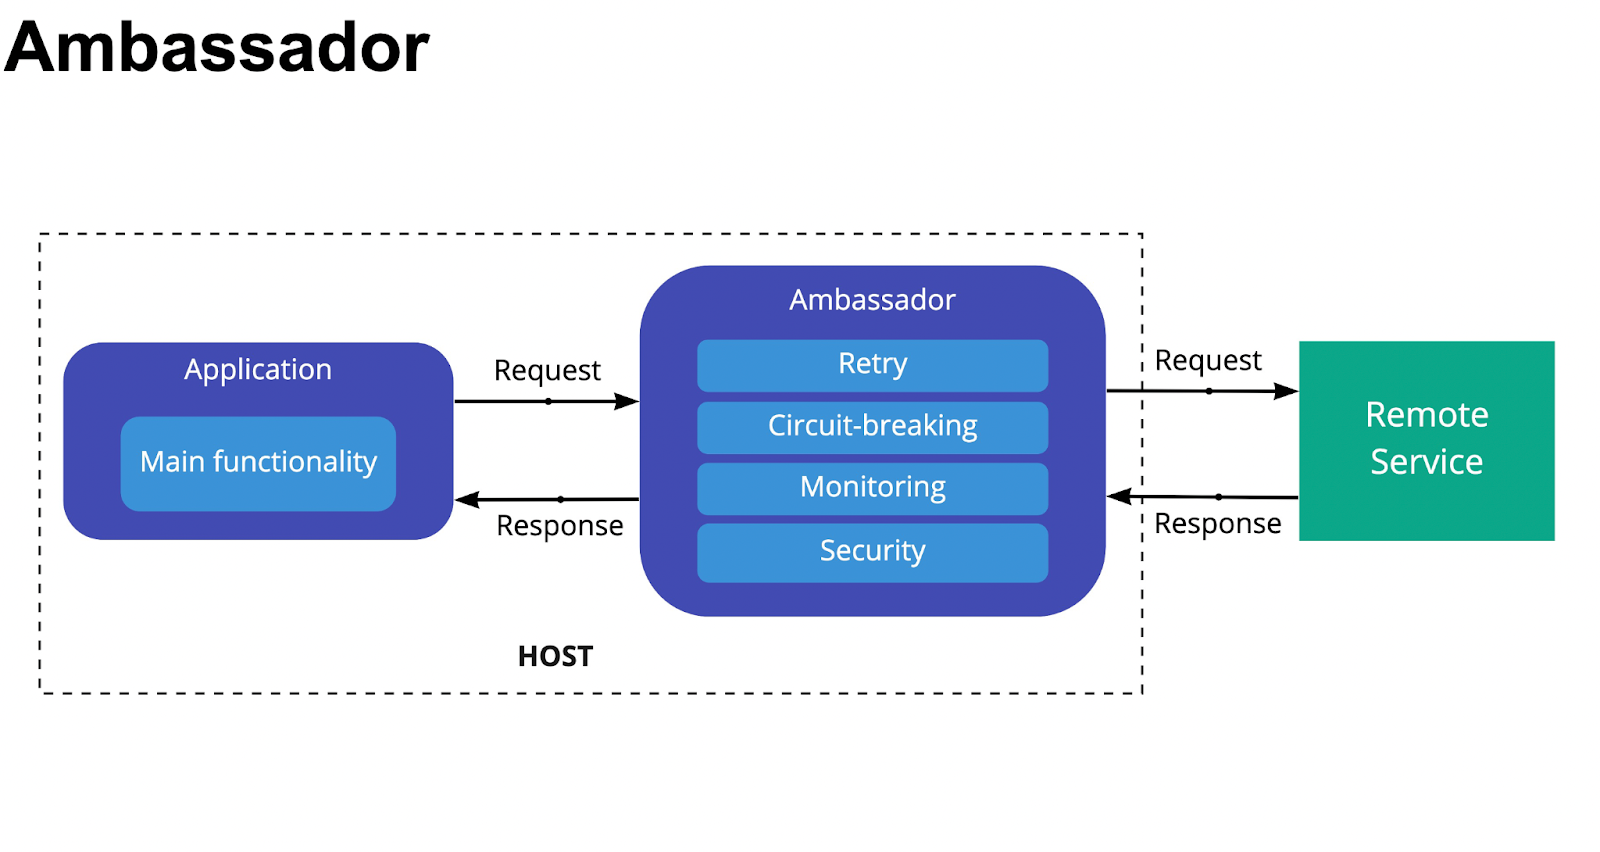 Ambassador
Application
Main functionality
Request
Response
Ambassador
Retry
Circuit-breaking
Monitoring
Security
Request
Response
Remote
Service
HOST